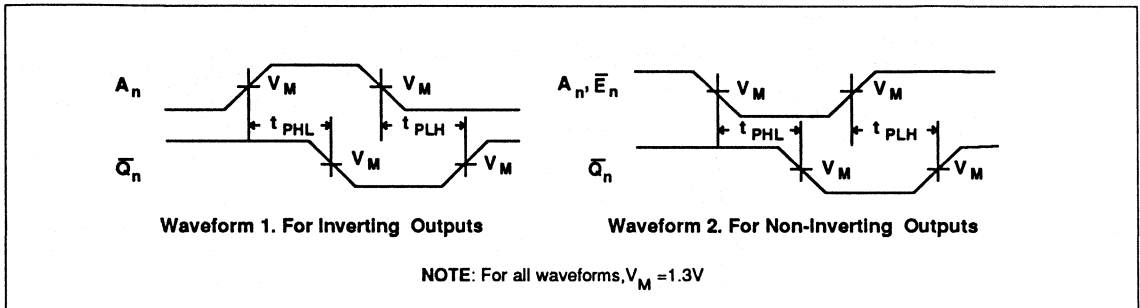 Aₙ V_M V_M
t_PHL t_PLH
Q̅ₙ V_M V_M
Waveform 1. For Inverting Outputs
Aₙ, E̅ₙ V_M V_M
t_PHL t_PLH
Q̅ₙ V_M V_M
Waveform 2. For Non-Inverting Outputs
NOTE: For all waveforms,V_M =1.3V